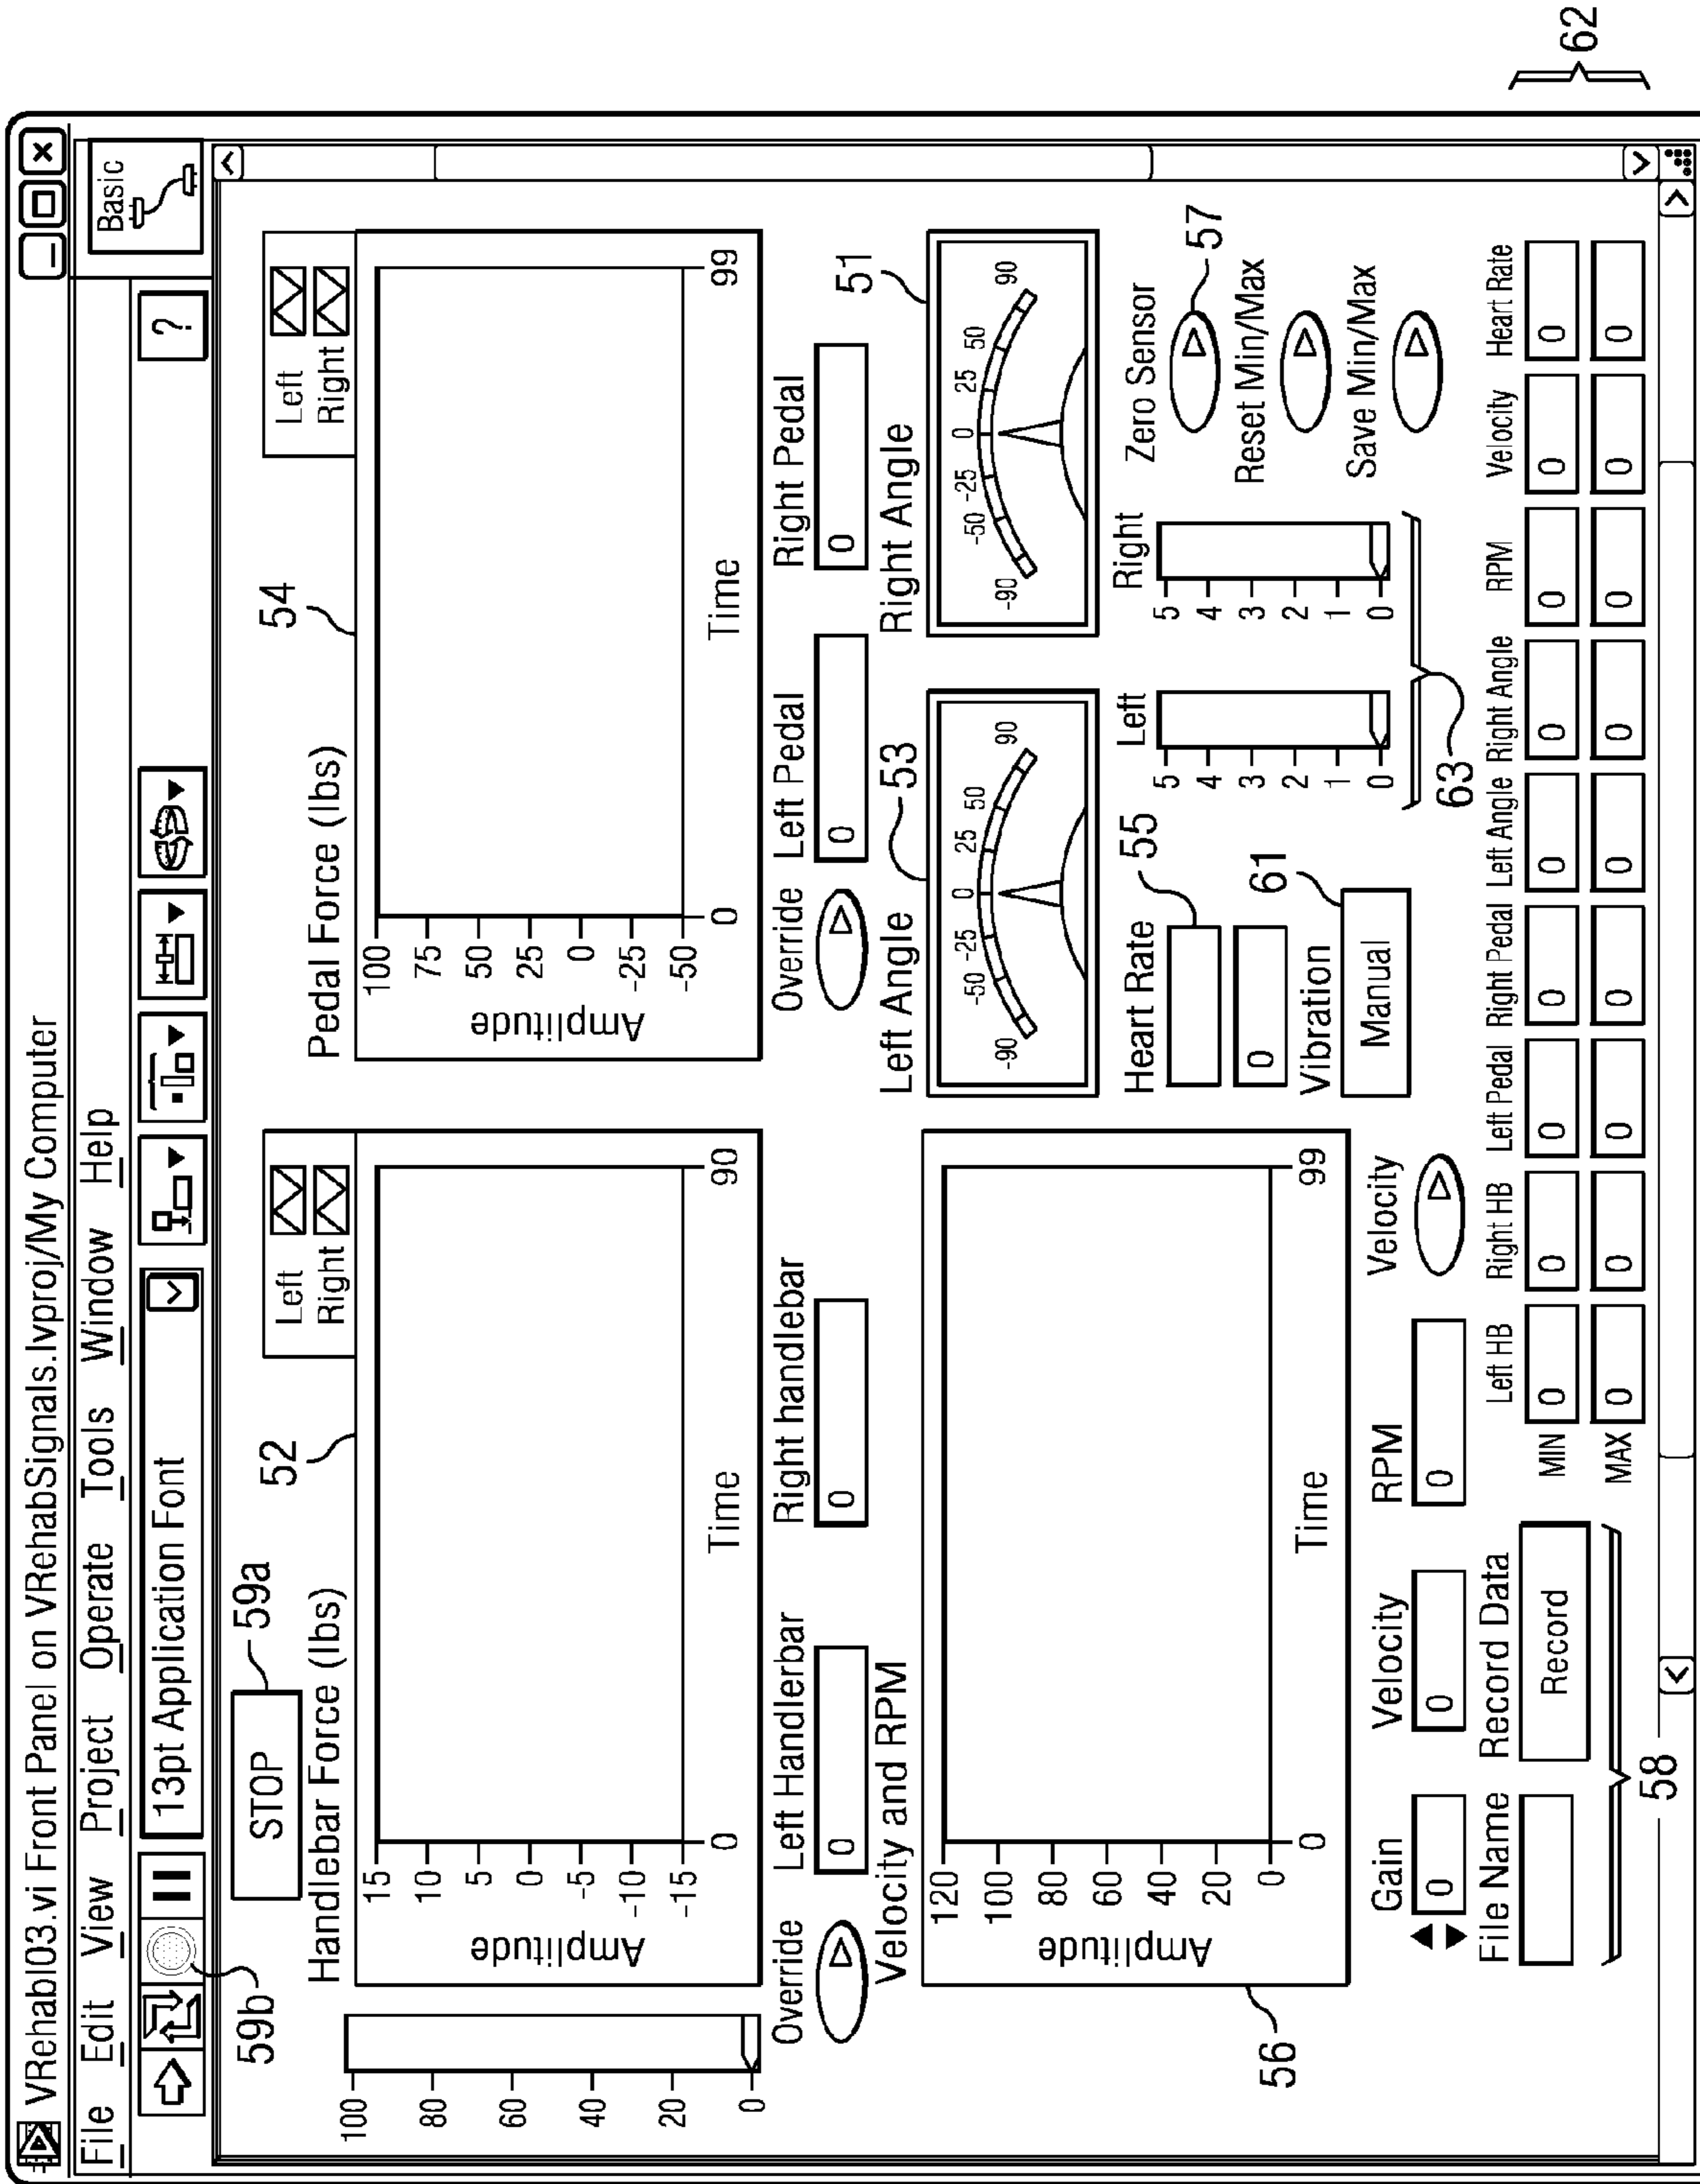 VRehabI03.vi Front Panel on VRehabSignals.lvproj/My Computer
File Edit View Project Operate Tools Window Help
13pt Application Font
?
Basic
59b
STOP
59a
52
54
Handlebar Force (lbs)
Left
Right
Amplitude
15
10
5
0
-5
-10
-15
0
Time
90
100
80
60
40
20
0
Pedal Force (lbs)
Left
Right
Amplitude
100
75
50
25
0
-25
-50
0
Time
99
Override
Left Handlerbar
0
Right handlebar
0
Override
Left Pedal
0
Right Pedal
0
Velocity and RPM
Amplitude
120
100
80
60
40
20
0
0
Time
99
56
Left Angle
53
-90 -50 -25 0 25 50 90
Right Angle
51
-90 -50 -25 0 25 50 90
Heart Rate
55
0
Vibration
61
Manual
Left
5
4
3
2
1
0
Right
5
4
3
2
1
0
63
Zero Sensor
57
Reset Min/Max
Save Min/Max
Gain
0
Velocity
0
RPM
0
Velocity
File Name
Record Data
Record
58
Left HB Right HB Left Pedal Right Pedal Left Angle Right Angle RPM Velocity Heart Rate
MIN 0 0 0 0 0 0 0 0 0
MAX 0 0 0 0 0 0 0 0 0
62